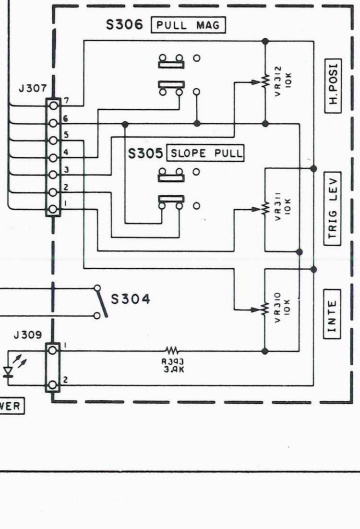 S306 PULL MAG
J307
7
6
5
4
3
2
1
VR312
10K
H.POSI
S305 SLOPE PULL
VR311
10K
TRIG LEV
S304
VR310
10K
INTE
J309
1
R393
3.9K
2
WER